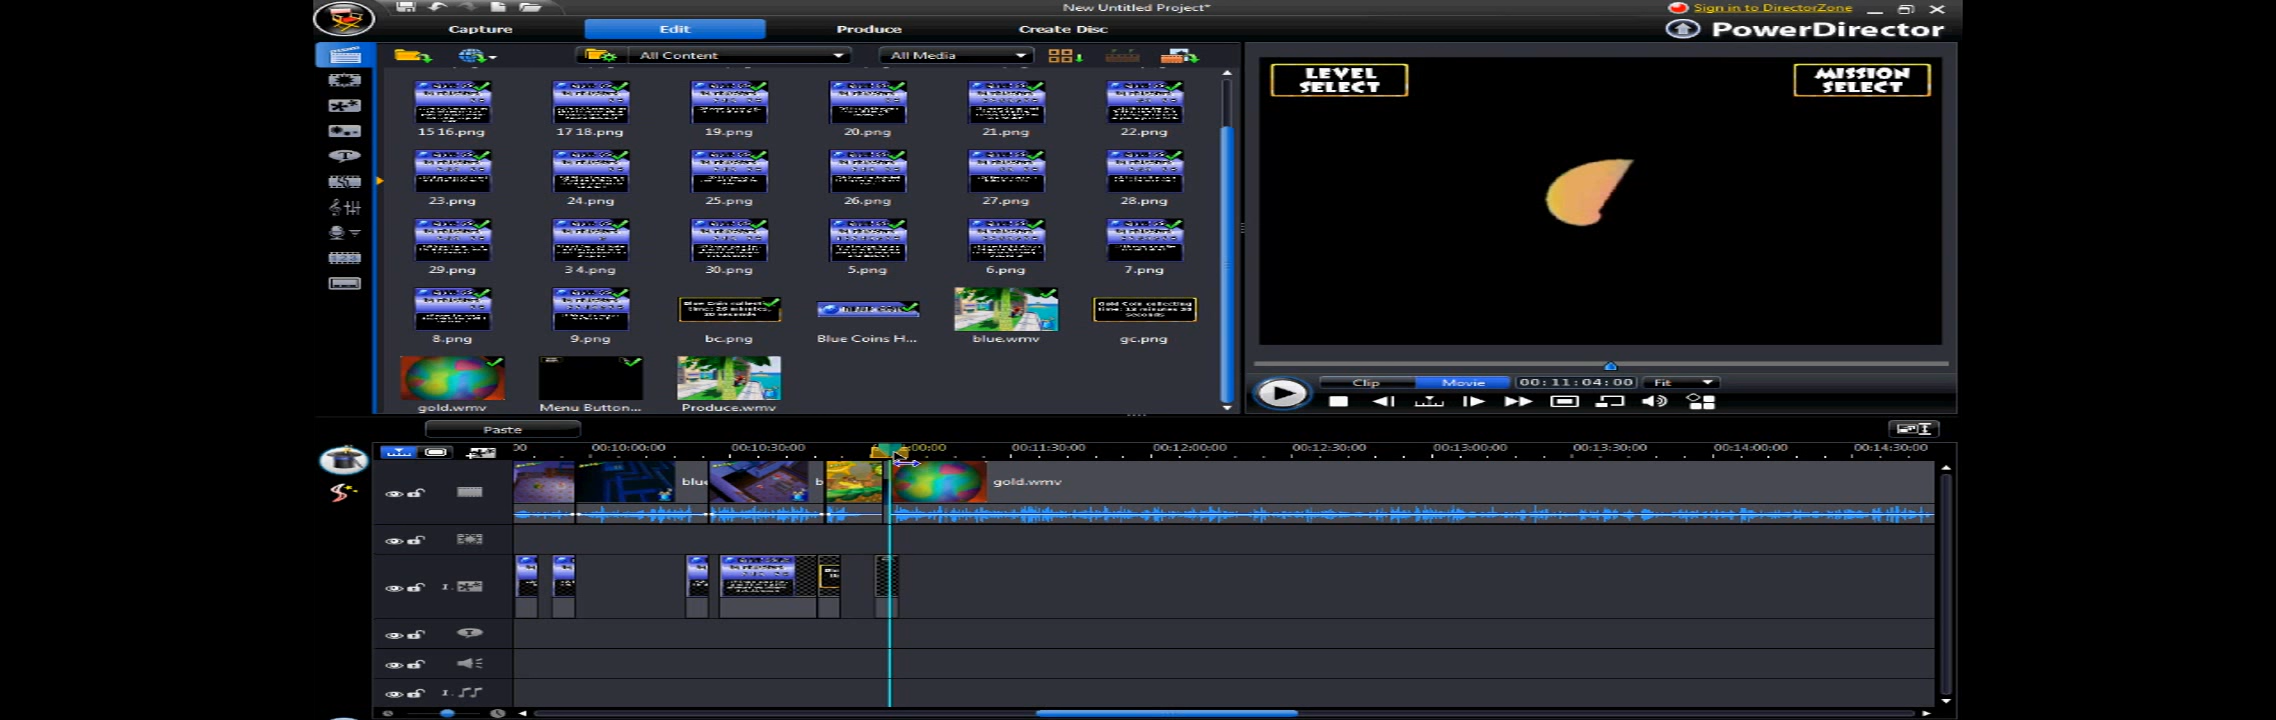 New Untitled Project*
Sign in to DirectorZone
Capture
Edit
Produce
Create Disc
PowerDirector
All Content
All Media
LEVEL
SELECT
MISSION
SELECT
15 16.png
17 18.png
19.png
20.png
21.png
22.png
23.png
24.png
25.png
26.png
27.png
28.png
29.png
3 4.png
30.png
5.png
6.png
7.png
8.png
9.png
bc.png
Blue Coins H...
blue.wmv
gc.png
gold.wmv
Menu Button...
Produce.wmv
Clip
Movie
00:11:04:00
Fit
Paste
00:10:00:00
00:10:30:00
00:11:30:00
00:12:00:00
00:12:30:00
00:13:00:00
00:13:30:00
00:14:00:00
00:14:30:00
gold.wmv